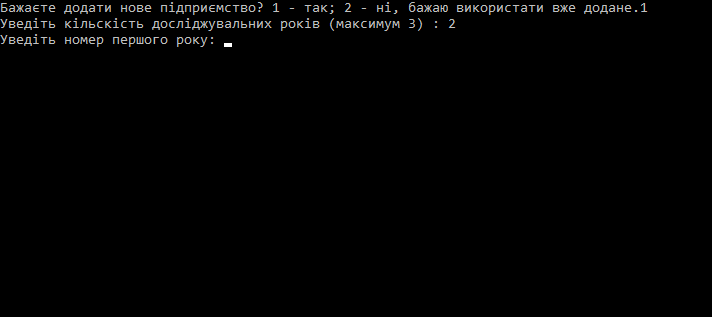 Бажаєте додати нове підприємство? 1 - так; 2 - ні, бажаю використати вже додане.1
Уведіть кільскість досліджувальних років (максимум 3) : 2
Уведіть номер першого року: